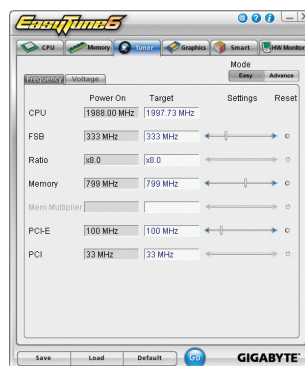 EasyTune6
CPU Memory Tuner Graphics Smart HW Monitor
Mode
Easy Advance
Frequency Voltage
Power On Target Settings Reset
CPU 1988.00 MHz 1997.73 MHz
FSB 333 MHz 333 MHz
Ratio x8.0 x8.0
Memory 799 MHz 799 MHz
Mem.Multiplier
PCI-E 100 MHz 100 MHz
PCI 33 MHz 33 MHz
Save Load Default Go GIGABYTE